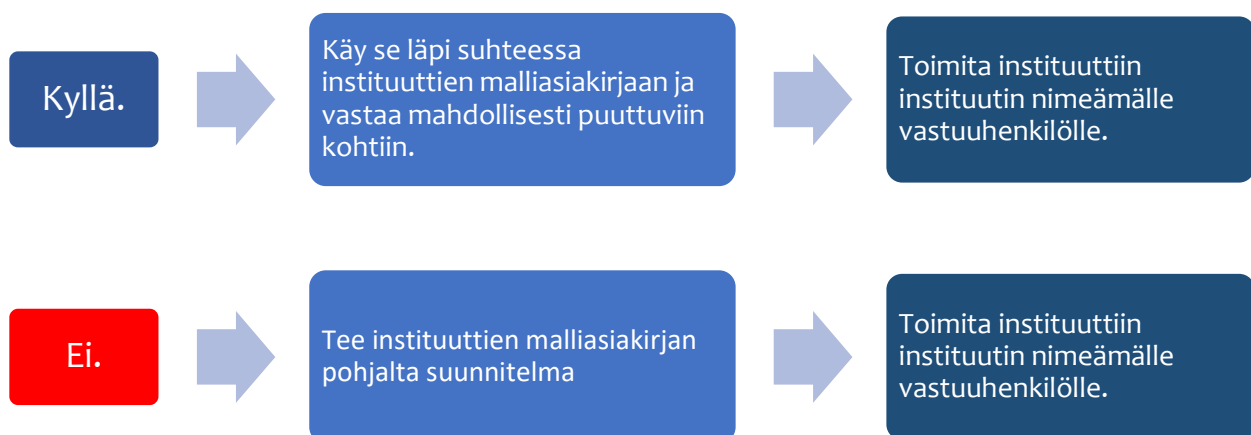 Kyllä.
Käy se läpi suhteessa
instituuttien malliasiakirjaan ja
vastaa mahdollisesti puuttuviin
kohtiin.
Toimita instituuttiin
instituutin nimeämälle
vastuuhenkilölle.
Ei.
Tee instituuttien malliasiakirjan
pohjalta suunnitelma
Toimita instituuttiin
instituutin nimeämälle
vastuuhenkilölle.